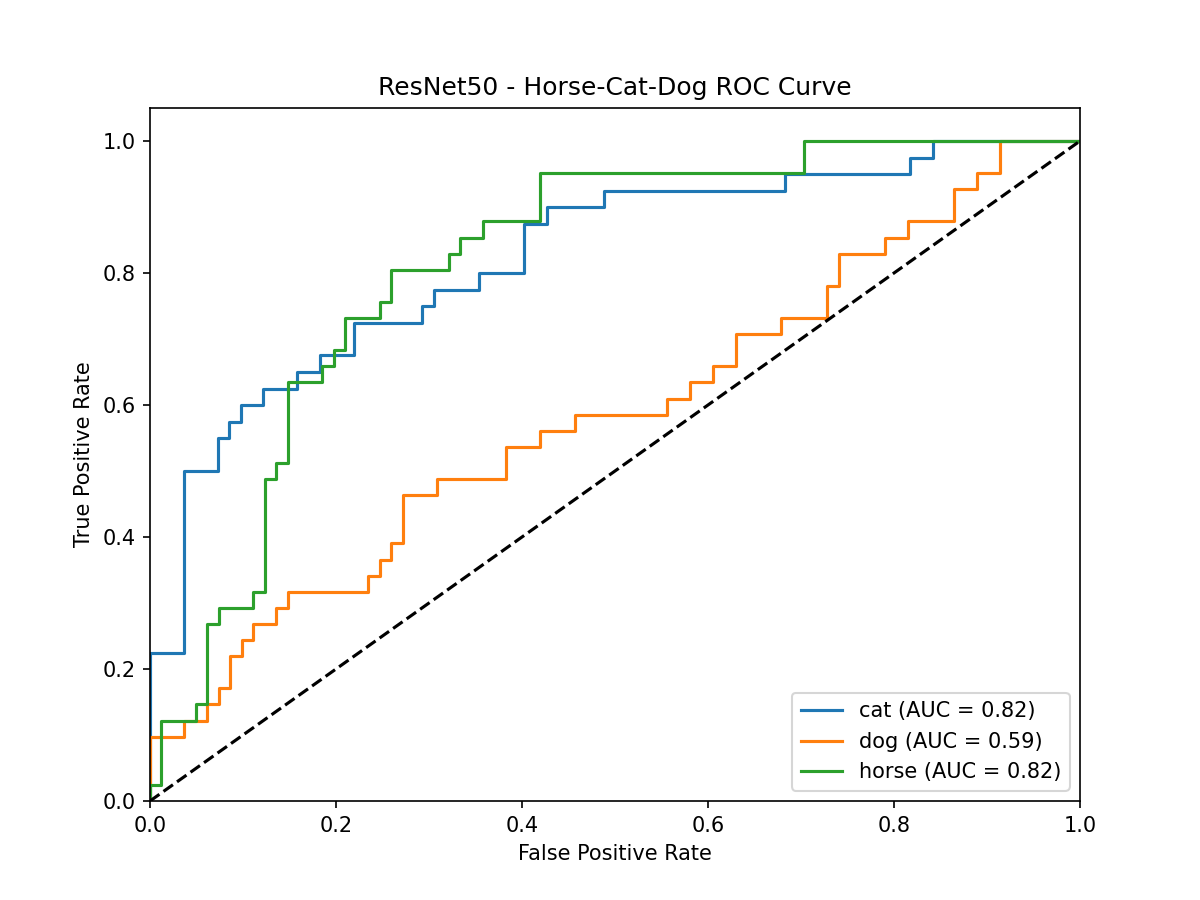 ResNet50 - Horse-Cat-Dog ROC Curve
True Positive Rate
1.0
0.8
0.6
0.4
0.2
0.0
0.0 0.2 0.4 0.6 0.8 1.0
False Positive Rate
cat (AUC = 0.82)
dog (AUC = 0.59)
horse (AUC = 0.82)